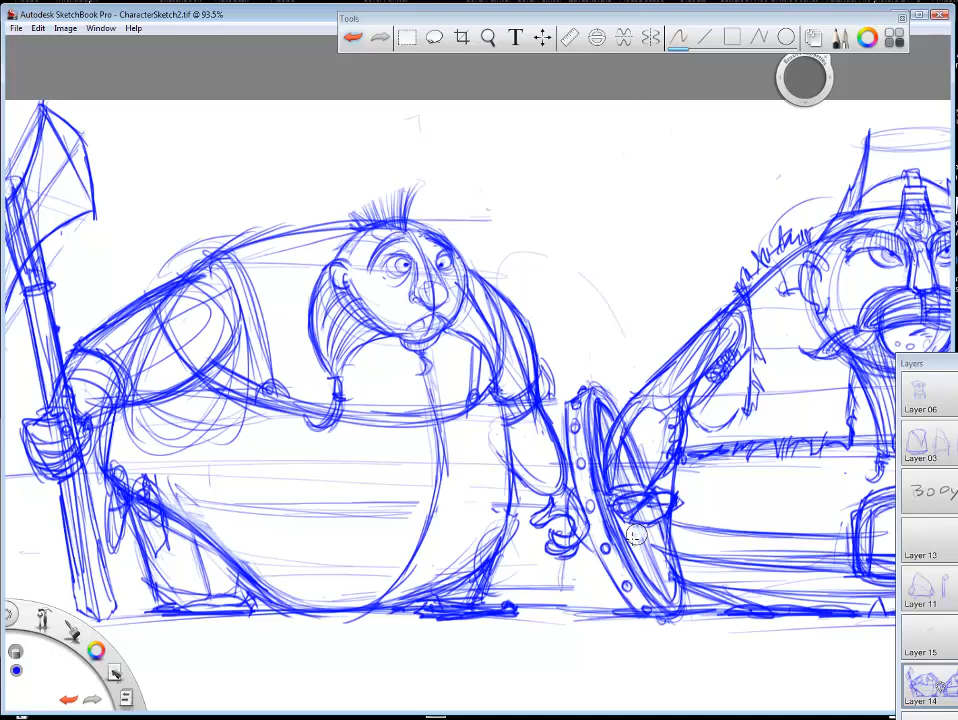 Autodesk SketchBook Pro - CharacterSketch2.tif @ 93.5%
File Edit Image Window Help
Tools
T
Layers
Layer 06
Layer 03
BODY
Layer 13
Layer 11
Layer 15
Layer 14